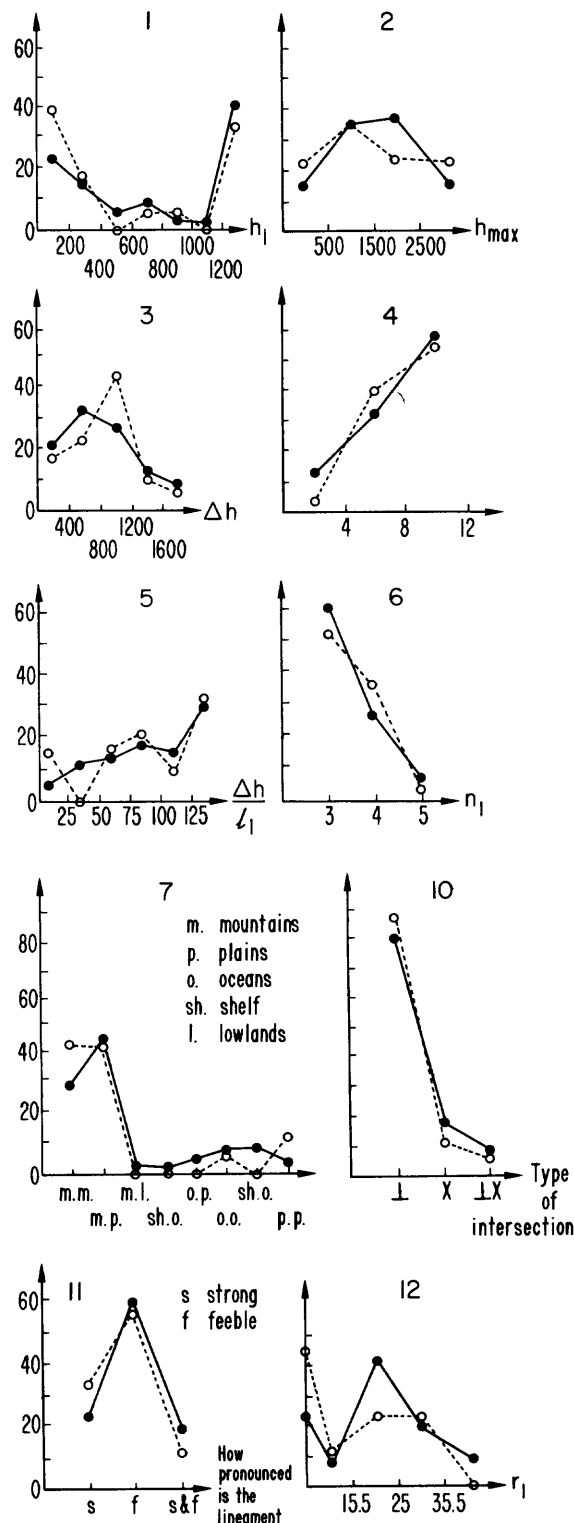 1
60
40
20
0
200
400
600
800
1000
1200
h₁
2
500
1500
2500
hmax
3
60
40
20
0
400
800
1200
1600
Δh
4
4
8
12
5
60
40
20
0
25
50
75
100
125
Δh
l₁
6
3
4
5
n₁
7
m. mountains
p. plains
o. oceans
sh. shelf
l. lowlands
80
60
40
20
0
m.m.
m.p.
m.l.
sh.o.
o.p.
o.o.
sh.o.
p.p.
10
⊥
X
⊥X
Type
of
intersection
11
s strong
f feeble
60
40
20
0
s
f
s&f
How
pronounced
is the
lineament
12
15.5
25
35.5
r₁